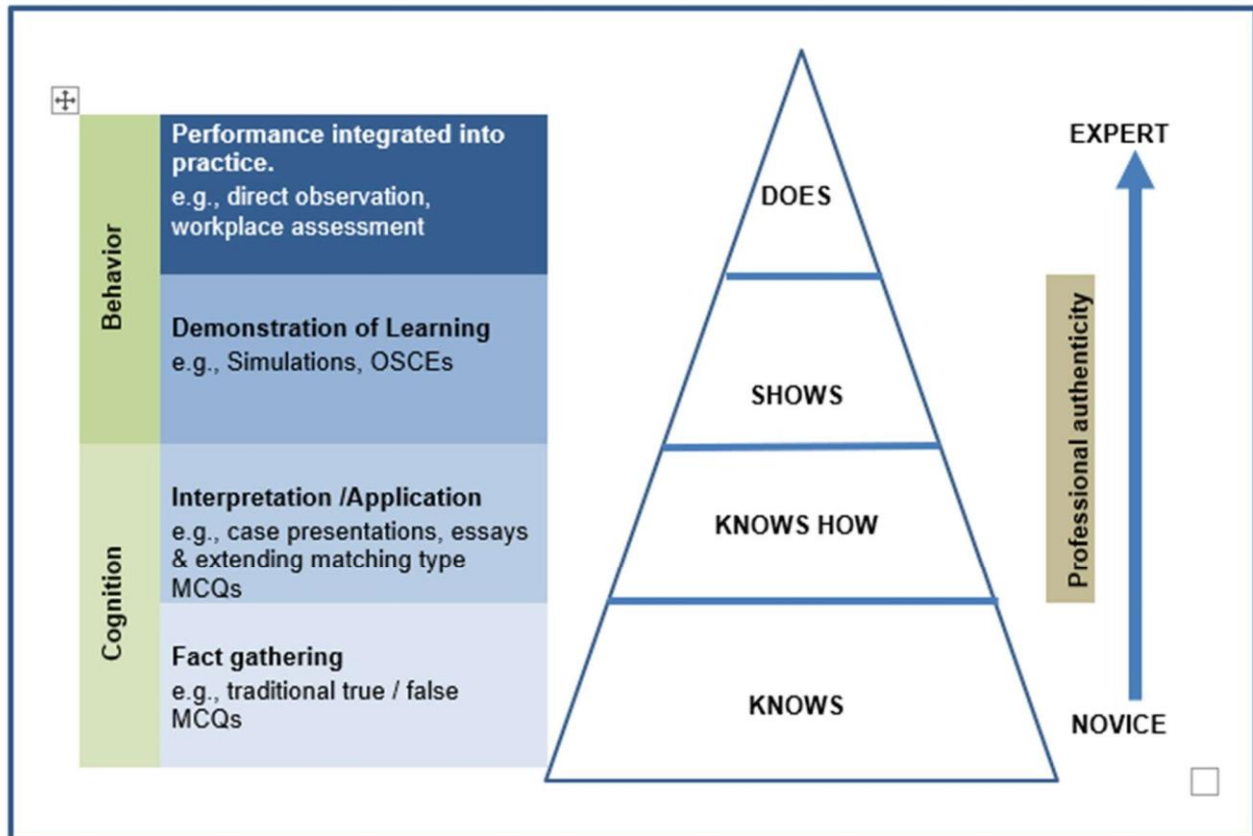 Behavior
Performance integrated into
practice.
e.g., direct observation,
workplace assessment
Demonstration of Learning
e.g., Simulations, OSCEs
Cognition
Interpretation /Application
e.g., case presentations, essays
& extending matching type
MCQs
Fact gathering
e.g., traditional true / false
MCQs
DOES
SHOWS
KNOWS HOW
KNOWS
EXPERT
Professional authenticity
NOVICE